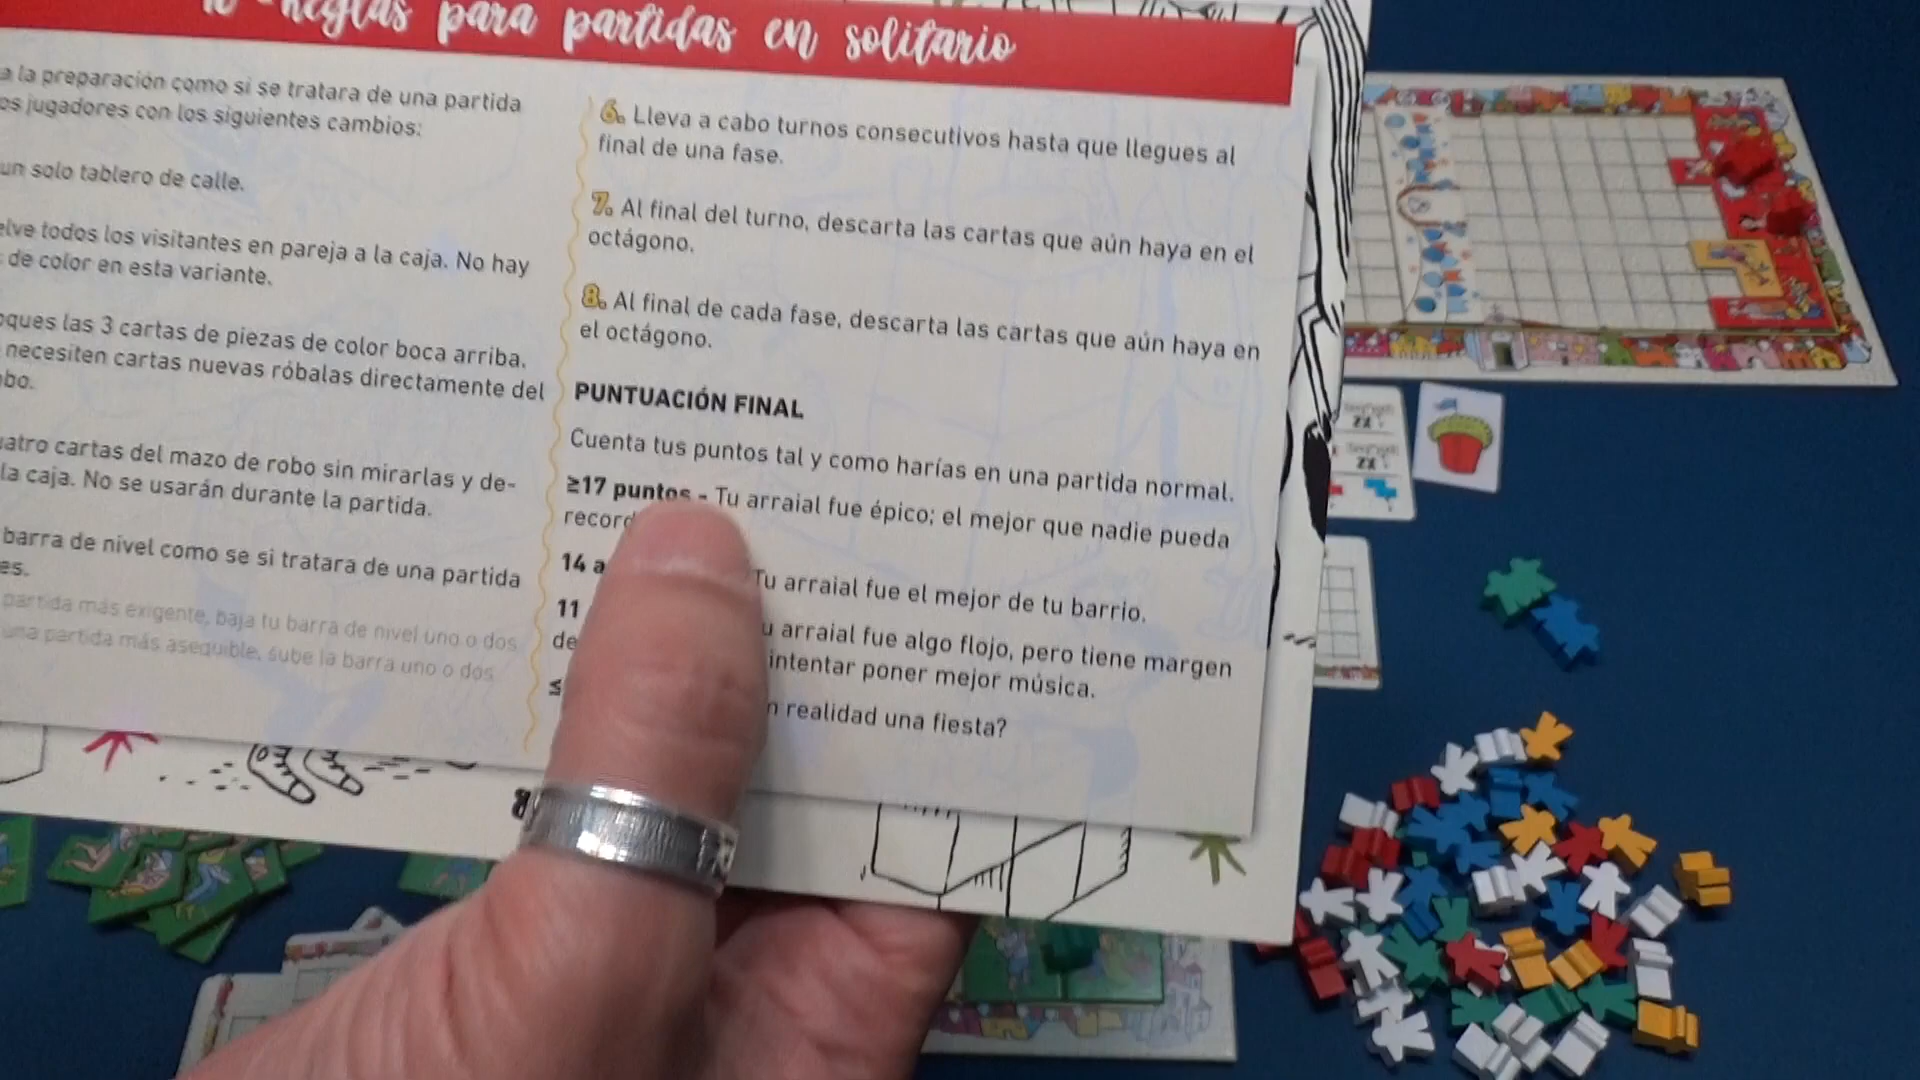 Reglas para partidas en solitario
la preparación como si se tratara de una partida
jugadores con los siguientes cambios:
un solo tablero de calle.
todos los visitantes en pareja a la caja. No hay
de color en esta variante.
las 3 cartas de piezas de color boca arriba.
necesiten cartas nuevas róbalas directamente del
cartas del mazo de robo sin mirarlas y de-
la caja. No se usarán durante la partida.
barra de nivel como se si tratara de una partida
partida más exigente, baja tu barra de nivel uno o dos
una partida más asequible, sube la barra uno o dos
6. Lleva a cabo turnos consecutivos hasta que llegues al
final de una fase.
7. Al final del turno, descarta las cartas que aún haya en el
octágono.
8. Al final de cada fase, descarta las cartas que aún haya en
el octágono.
PUNTUACIÓN FINAL
Cuenta tus puntos tal y como harías en una partida normal.
≥17 puntos - Tu arraial fue épico; el mejor que nadie pueda
14 a Tu arraial fue el mejor de tu barrio.
11 arraial fue algo flojo, pero tiene margen
de intentar poner mejor música.
≤ realidad una fiesta?